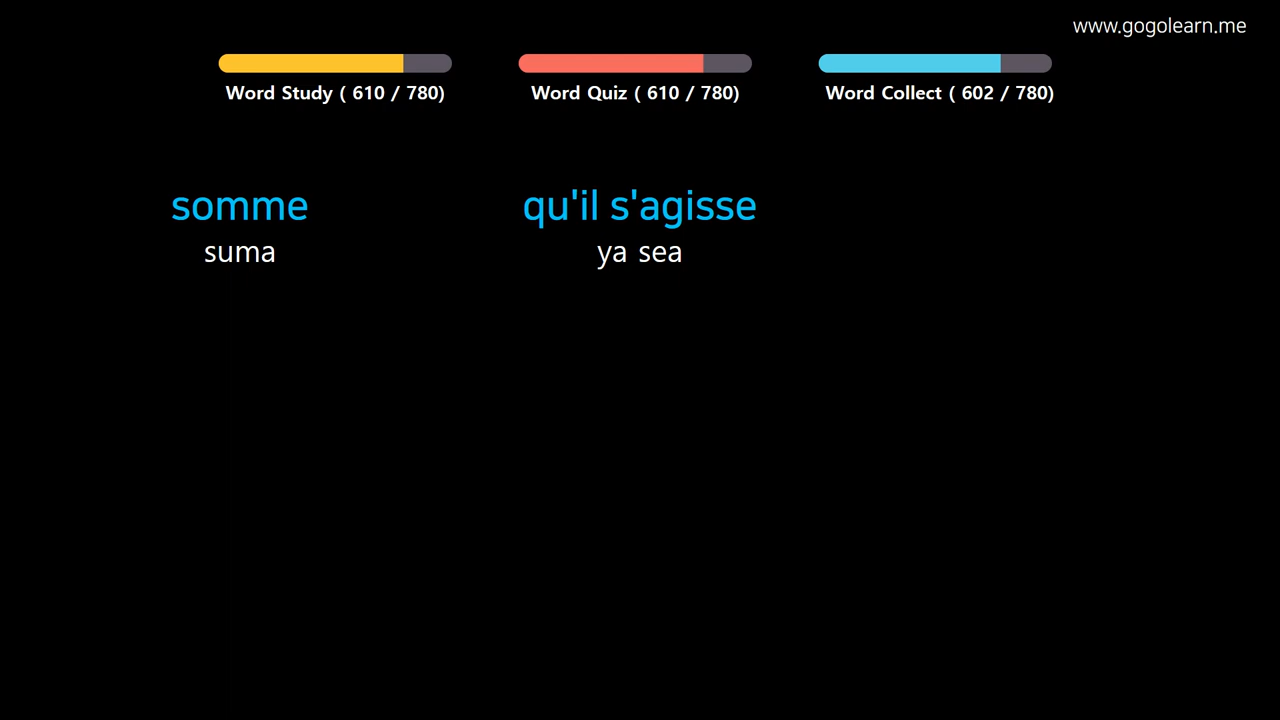 www.gogolearn.me
Word Study ( 610 / 780)
Word Quiz ( 610 / 780)
Word Collect ( 602 / 780)
somme
suma
qu'il s'agisse
ya sea